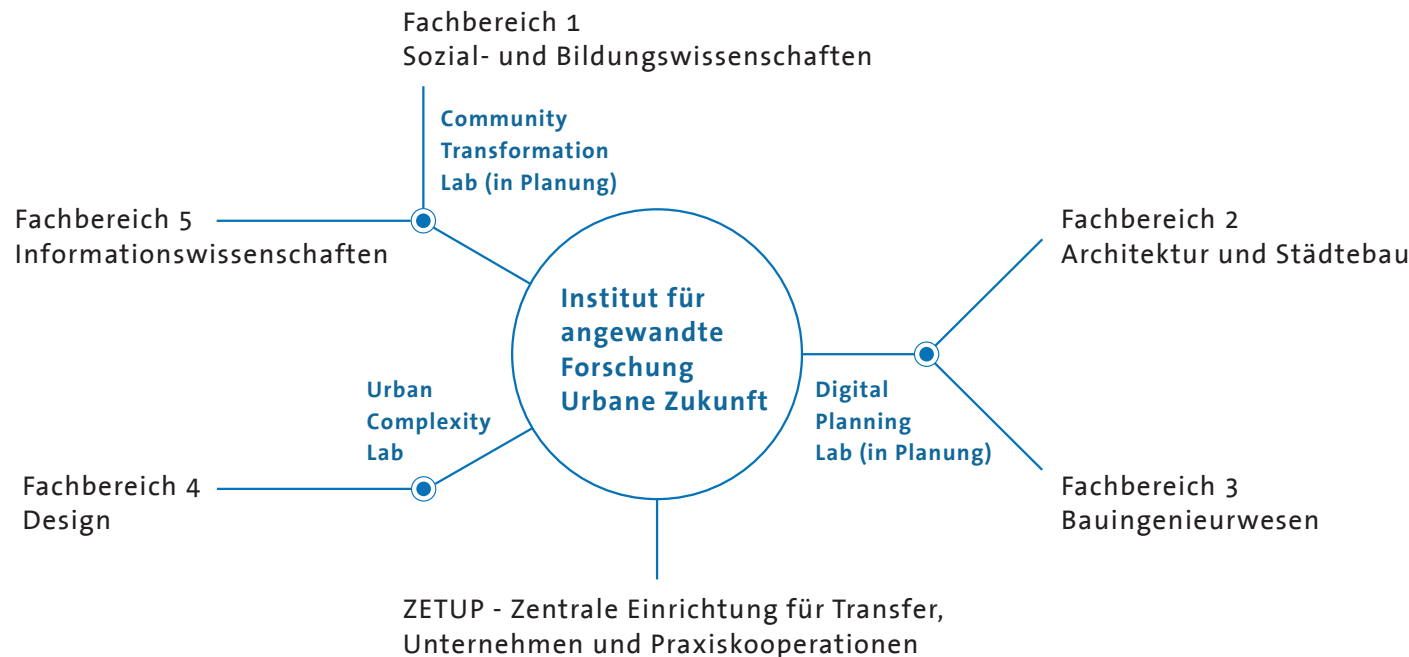 Fachbereich 1
Sozial- und Bildungswissenschaften
Community
Transformation
Lab (in Planung)
Fachbereich 5
Informationswissenschaften
Fachbereich 2
Architektur und Städtebau
Institut für
angewandte
Forschung
Urbane Zukunft
Urban
Complexity
Lab
Digital
Planning
Lab (in Planung)
Fachbereich 4
Design
Fachbereich 3
Bauingenieurwesen
ZETUP - Zentrale Einrichtung für Transfer,
Unternehmen und Praxiskooperationen